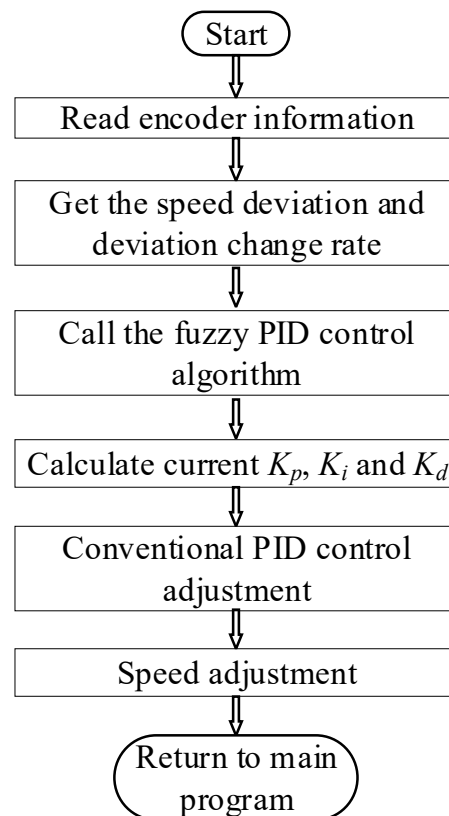 Start
Read encoder information
Get the speed deviation and
deviation change rate
Call the fuzzy PID control
algorithm
Calculate current Kp, Ki and Kd
Conventional PID control
adjustment
Speed adjustment
Return to main
program